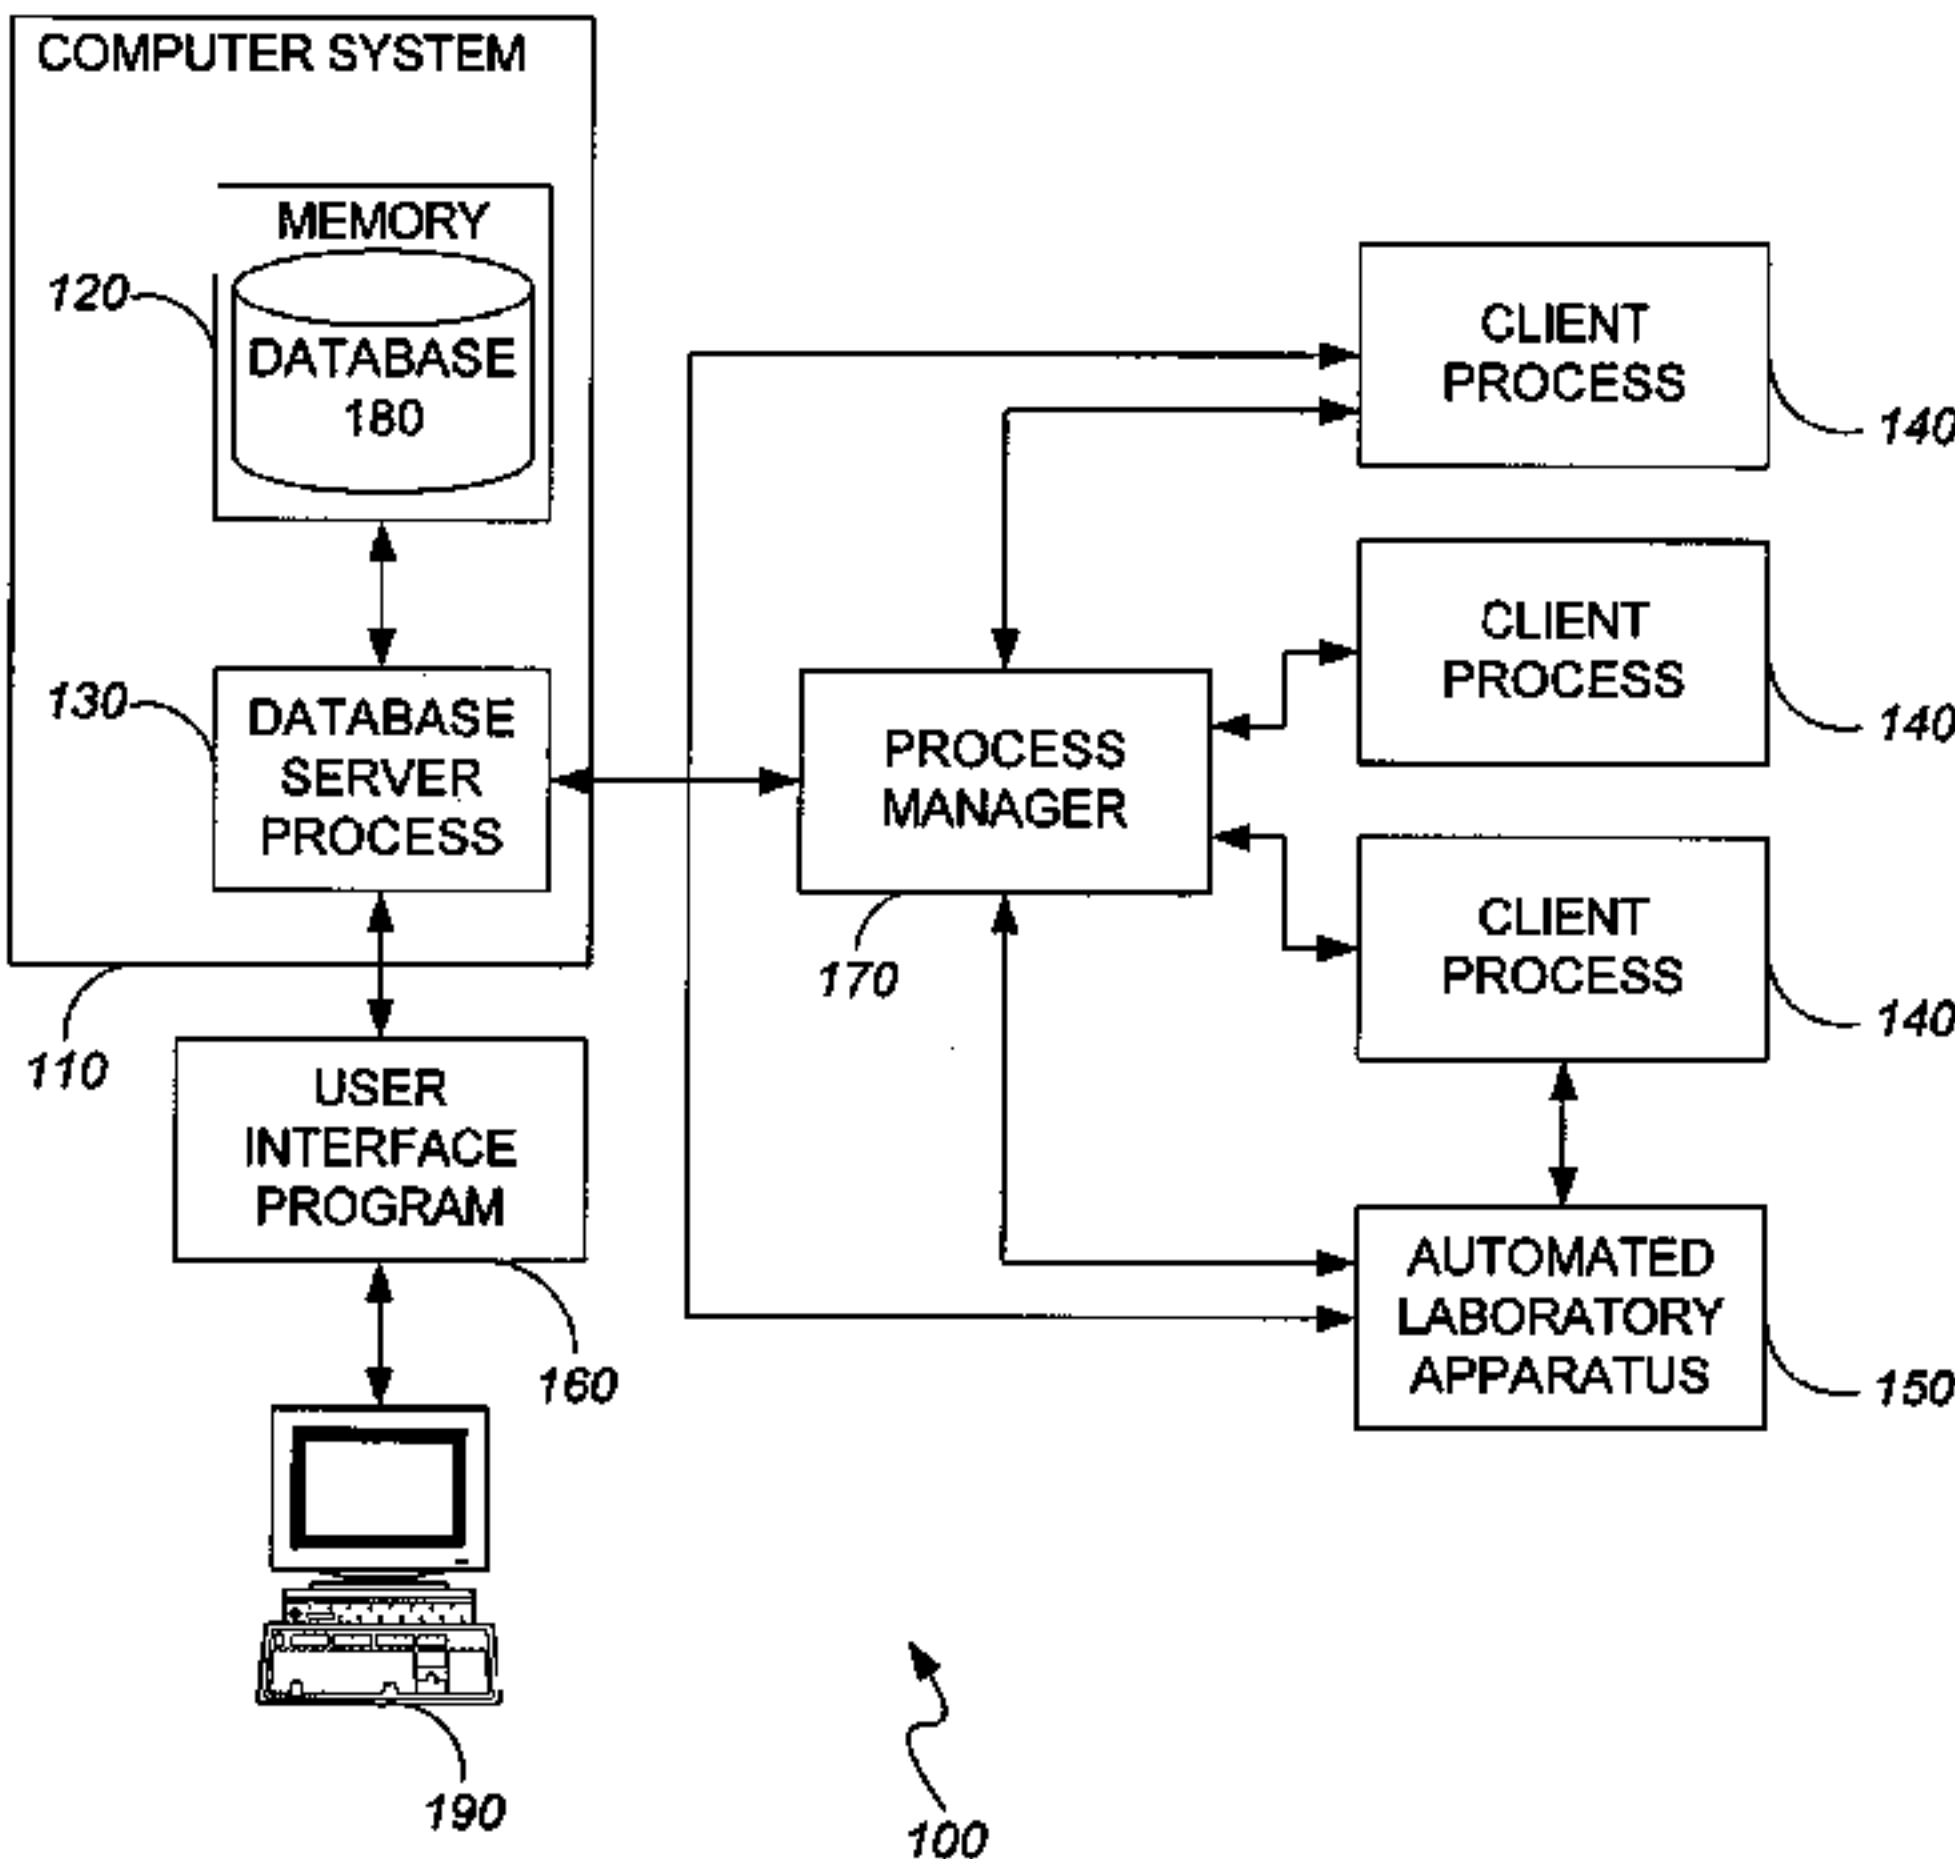 COMPUTER SYSTEM
MEMORY
120
DATABASE
180
130
DATABASE
SERVER
PROCESS
110
USER
INTERFACE
PROGRAM
160
190
PROCESS
MANAGER
170
CLIENT
PROCESS
140
CLIENT
PROCESS
140
CLIENT
PROCESS
140
AUTOMATED
LABORATORY
APPARATUS
150
100